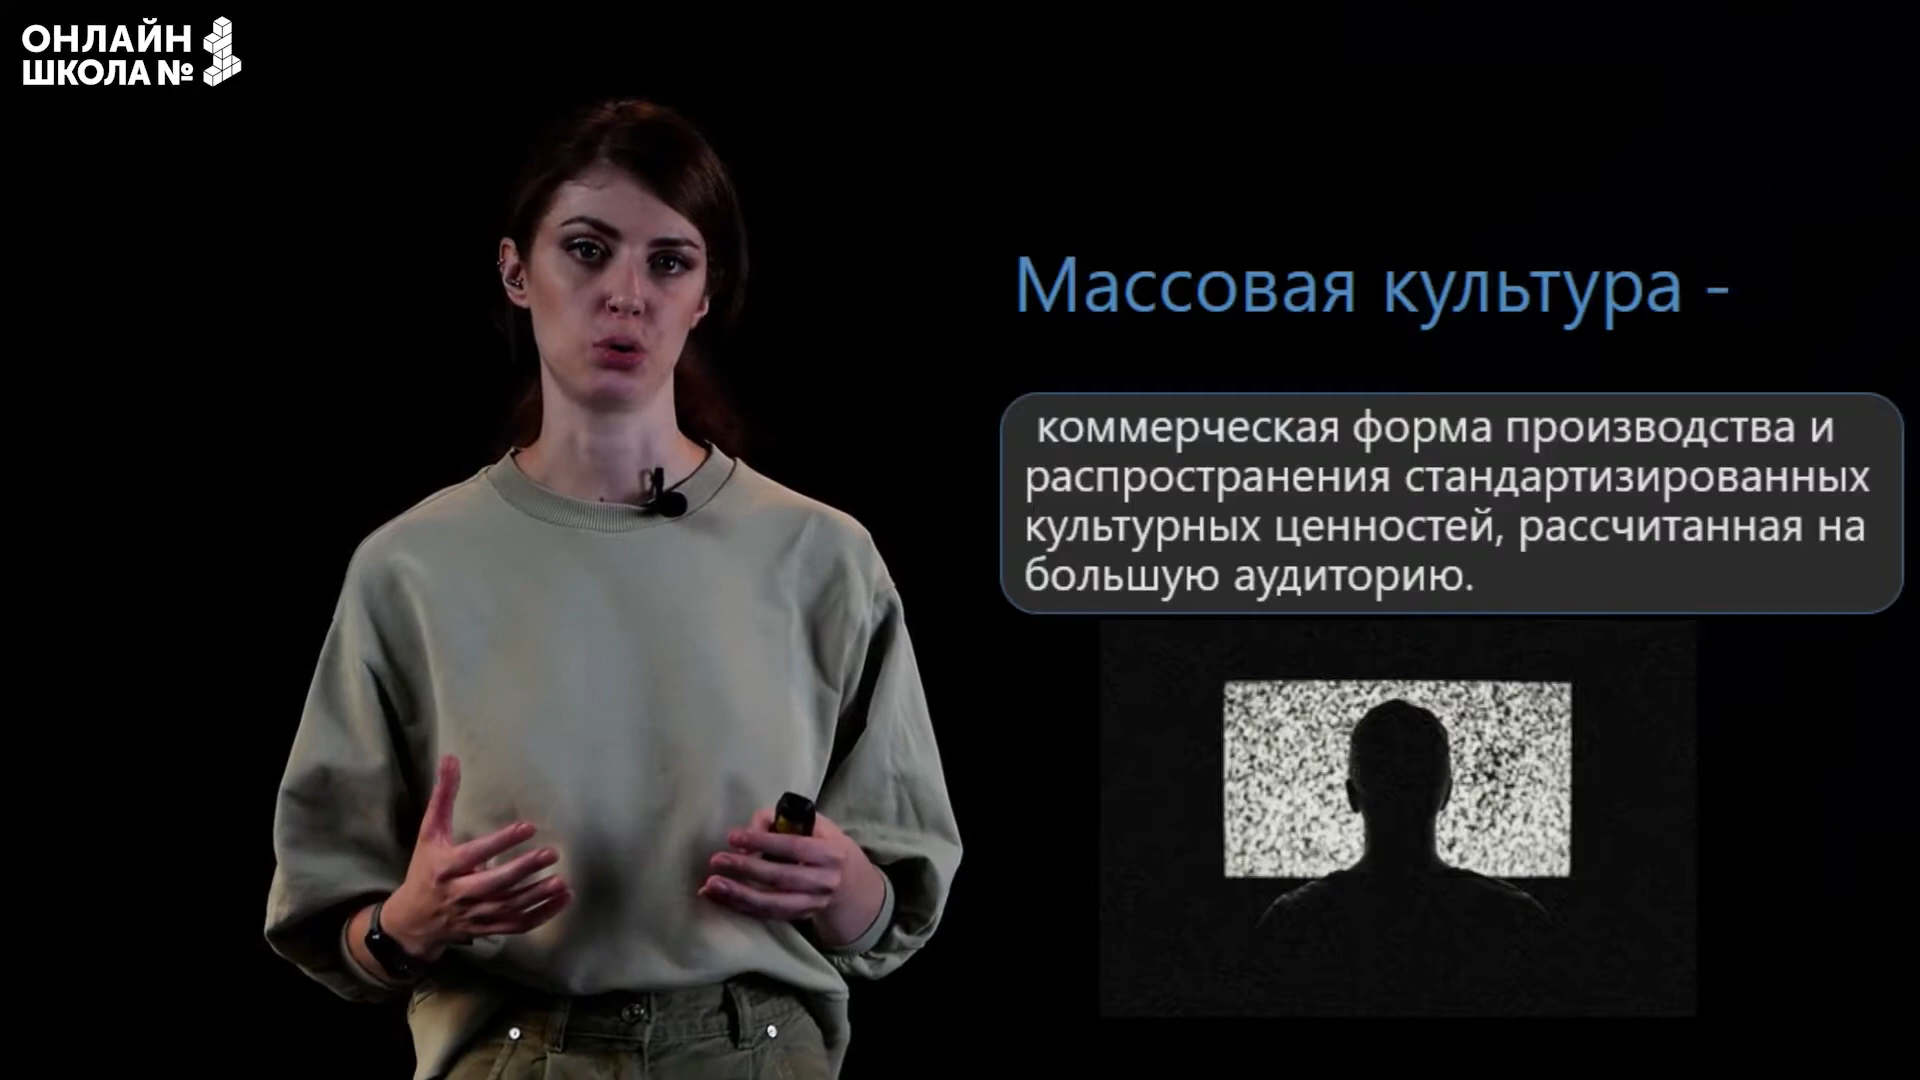 ОНЛАЙН
ШКОЛА №
Массовая культура -
коммерческая форма производства и
распространения стандартизированных
культурных ценностей, рассчитанная на
большую аудиторию.